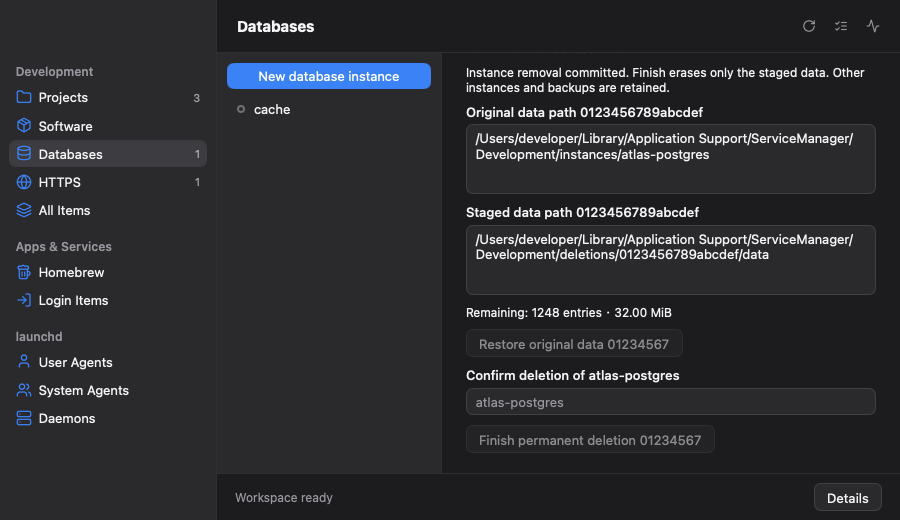 Databases
Development
Projects 3
Software
Databases 1
HTTPS 1
All Items
Apps & Services
Homebrew
Login Items
launchd
User Agents
System Agents
Daemons
New database instance
cache
Instance removal committed. Finish erases only the staged data. Other
instances and backups are retained.
Original data path 0123456789abcdef
/Users/developer/Library/Application Support/ServiceManager/
Development/instances/atlas-postgres
Staged data path 0123456789abcdef
/Users/developer/Library/Application Support/ServiceManager/
Development/deletions/0123456789abcdef/data
Remaining: 1248 entries · 32.00 MiB
Restore original data 01234567
Confirm deletion of atlas-postgres
atlas-postgres
Finish permanent deletion 01234567
Workspace ready
Details